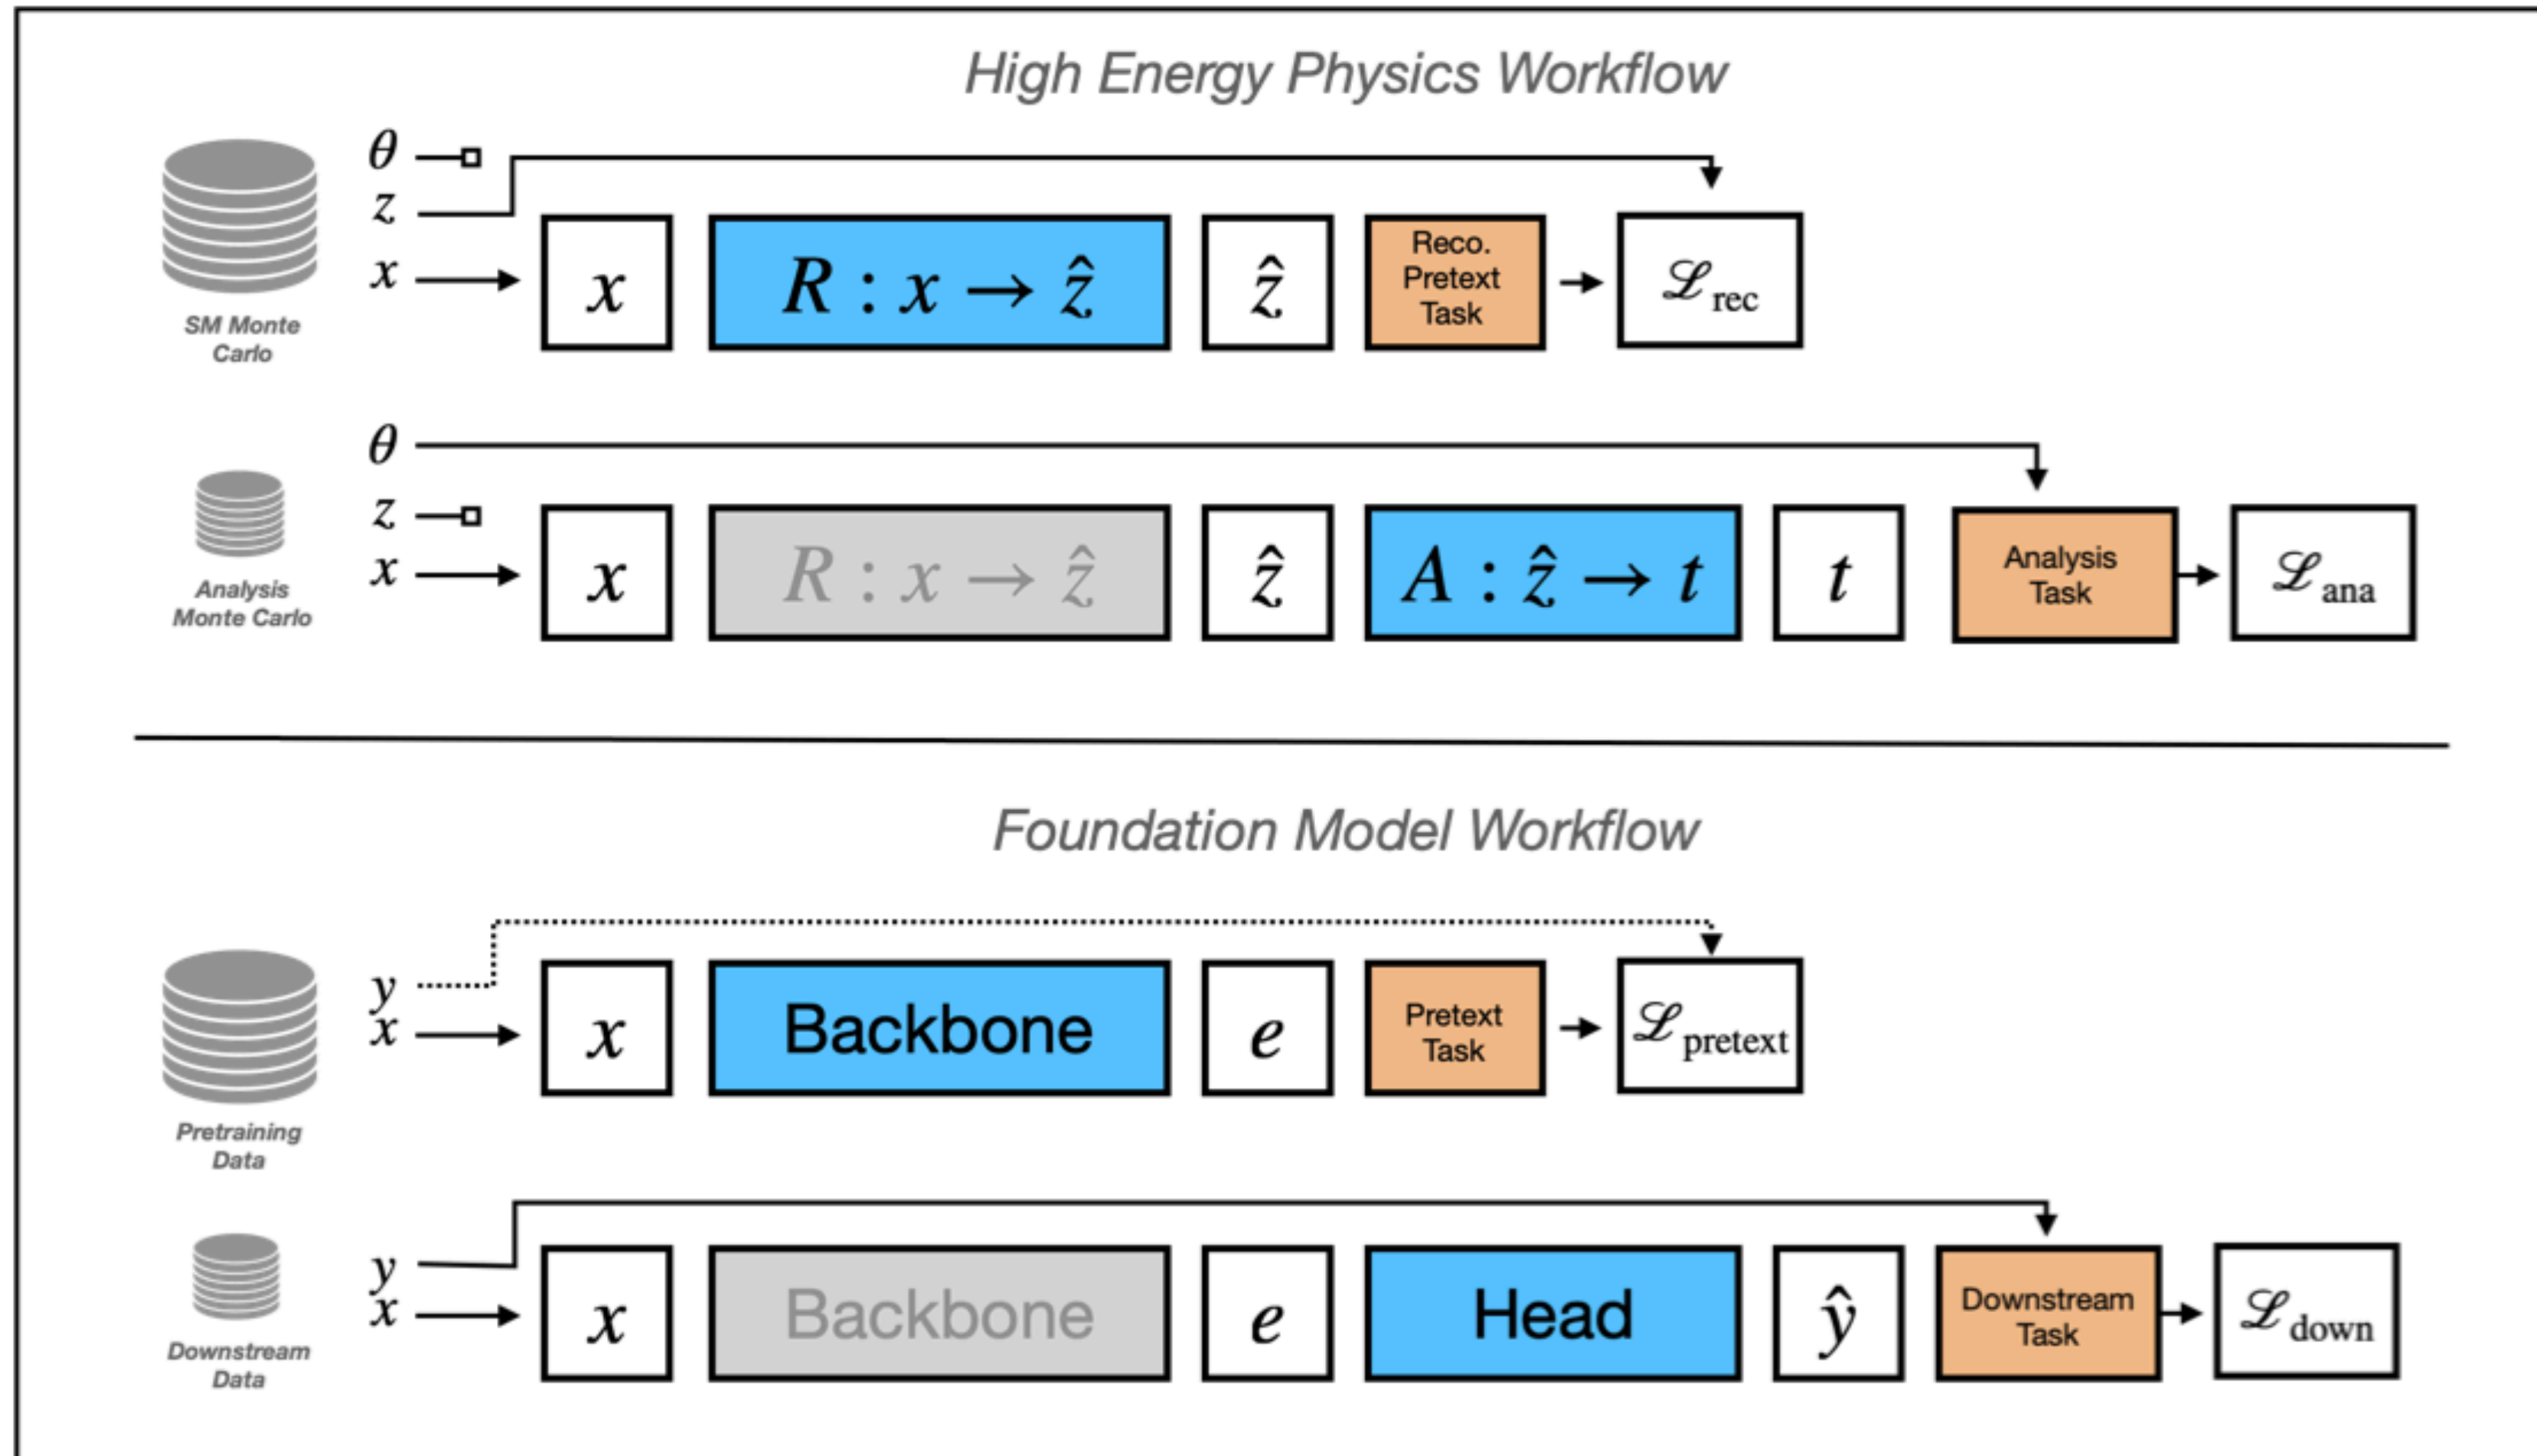 High Energy Physics Workflow
θ
z
x
SM Monte
Carlo
x
R : x → ẑ
ẑ
Reco.
Pretext
Task
ℒrec
θ
z
x
Analysis
Monte Carlo
x
R : x → ẑ
ẑ
A : ẑ → t
t
Analysis
Task
ℒana
Foundation Model Workflow
y
x
Pretraining
Data
x
Backbone
e
Pretext
Task
ℒpretext
y
x
Downstream
Data
x
Backbone
e
Head
ŷ
Downstream
Task
ℒdown